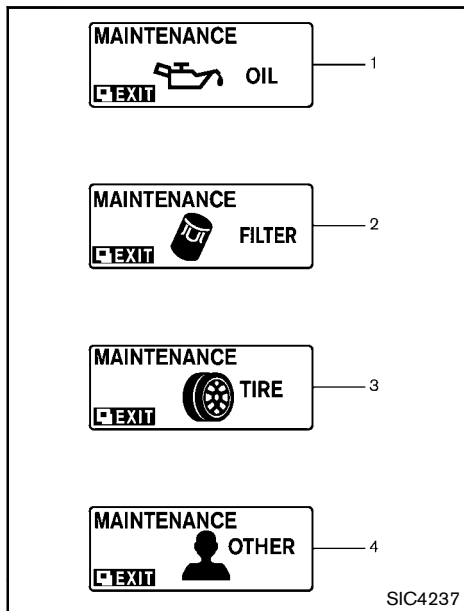 MAINTENANCE
OIL
EXIT
1
MAINTENANCE
FILTER
EXIT
2
MAINTENANCE
TIRE
EXIT
3
MAINTENANCE
OTHER
EXIT
4
SIC4237